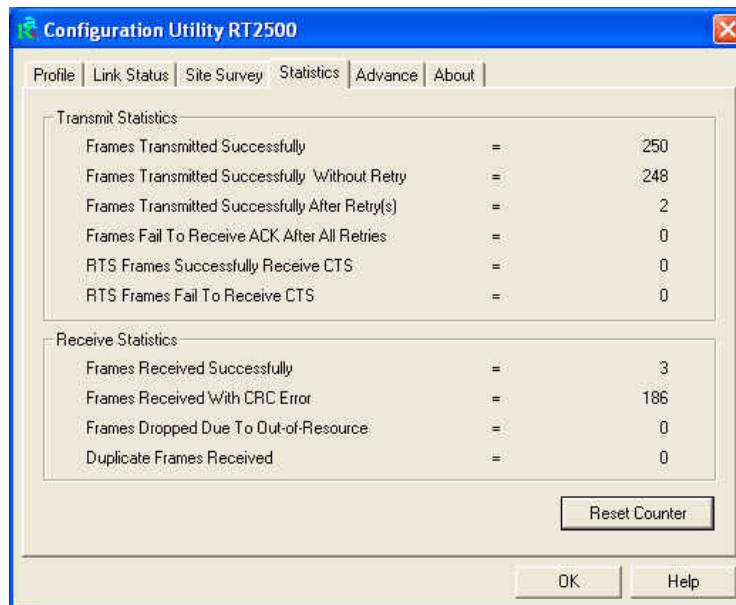 Configuration Utility RT2500
Profile Link Status Site Survey Statistics Advance About
Transmit Statistics
Frames Transmitted Successfully = 250
Frames Transmitted Successfully Without Retry = 248
Frames Transmitted Successfully After Retry(s) = 2
Frames Fail To Receive ACK After All Retries = 0
RTS Frames Successfully Receive CTS = 0
RTS Frames Fail To Receive CTS = 0
Receive Statistics
Frames Received Successfully = 3
Frames Received With CRC Error = 186
Frames Dropped Due To Out-of-Resource = 0
Duplicate Frames Received = 0
Reset Counter
OK Help